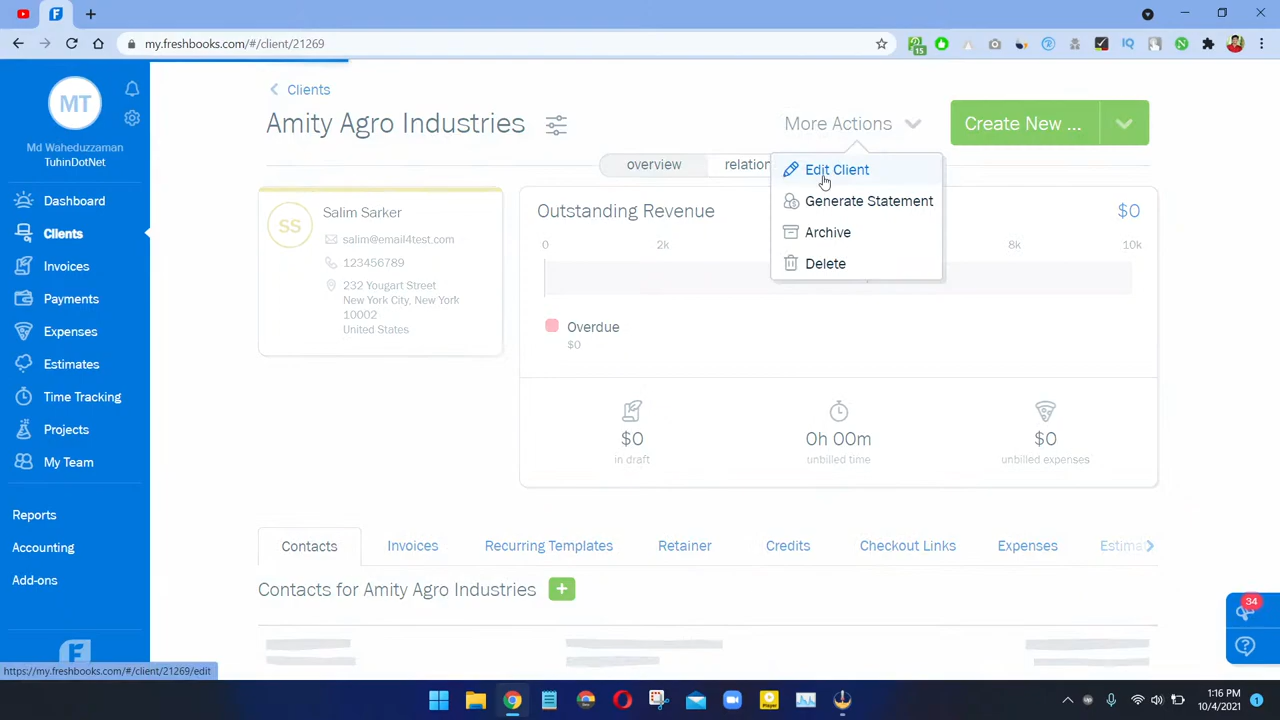 my.freshbooks.com/#/client/21269
15
MT
Md Waheduzzaman
TuhinDotNet
Dashboard
Clients
Invoices
Payments
Expenses
Estimates
Time Tracking
Projects
My Team
Reports
Accounting
Add-ons
https://my.freshbooks.com/#/client/21269/edit
Clients
Amity Agro Industries
More Actions
Create New ...
Edit Client
Generate Statement
Archive
Delete
overview
relation
SS
Salim Sarker
salim@email4test.com
123456789
232 Yougart Street
New York City, New York
10002
United States
Outstanding Revenue
$0
0 2k 8k 10k
Overdue
$0
$0
in draft
0h 00m
unbilled time
$0
unbilled expenses
Contacts Invoices Recurring Templates Retainer Credits Checkout Links Expenses Estima
Contacts for Amity Agro Industries
34
1:16 PM
10/4/2021
1